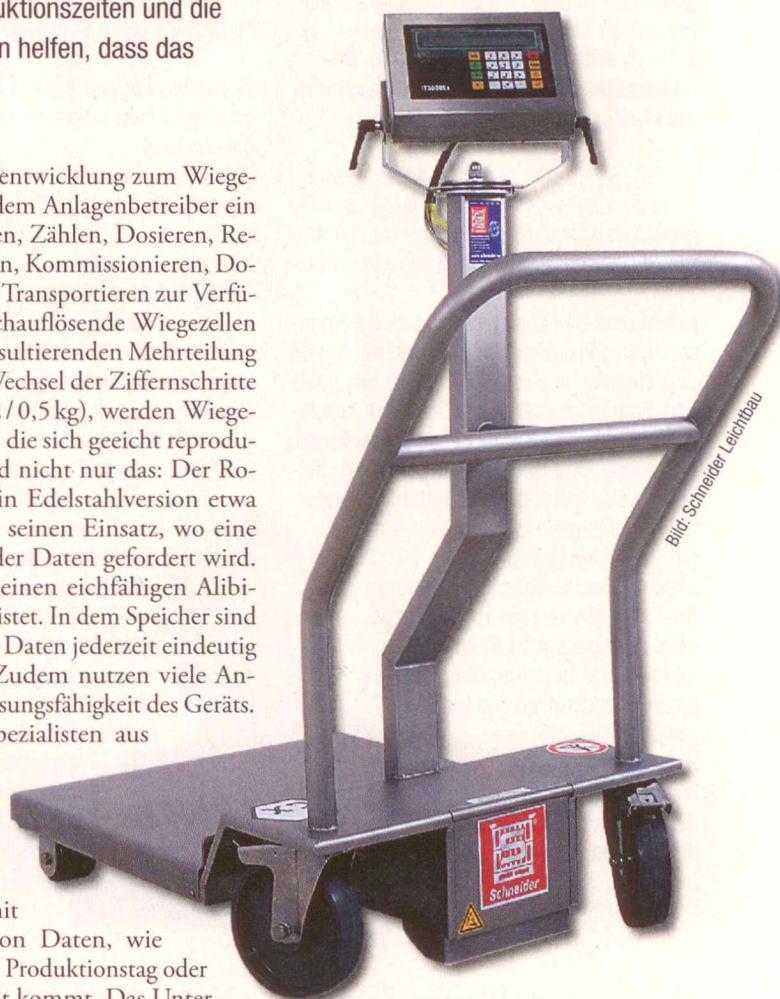 uktionszeiten und die
n helfen, dass das
entwicklung zum Wiege-
dem Anlagenbetreiber ein
en, Zählen, Dosieren, Re-
n, Kommissionieren, Do-
Transportieren zur Verfü-
chauflösende Wiegezellen
sultierenden Mehrteilung
Wechsel der Ziffernschritte
/ 0,5 kg), werden Wiege-
die sich geeicht reprodu-
d nicht nur das: Der Ro-
in Edelstahlversion etwa
seinen Einsatz, wo eine
der Daten gefordert wird.
einen eichfähigen Alibi-
istet. In dem Speicher sind
Daten jederzeit eindeutig
Zudem nutzen viele An-
sungsfähigkeit des Geräts.
pezialisten aus
nit
on Daten, wie
Produktionstag oder
t kommt. Das Unter-
Bild: Schneider Leichtbau
Schneider